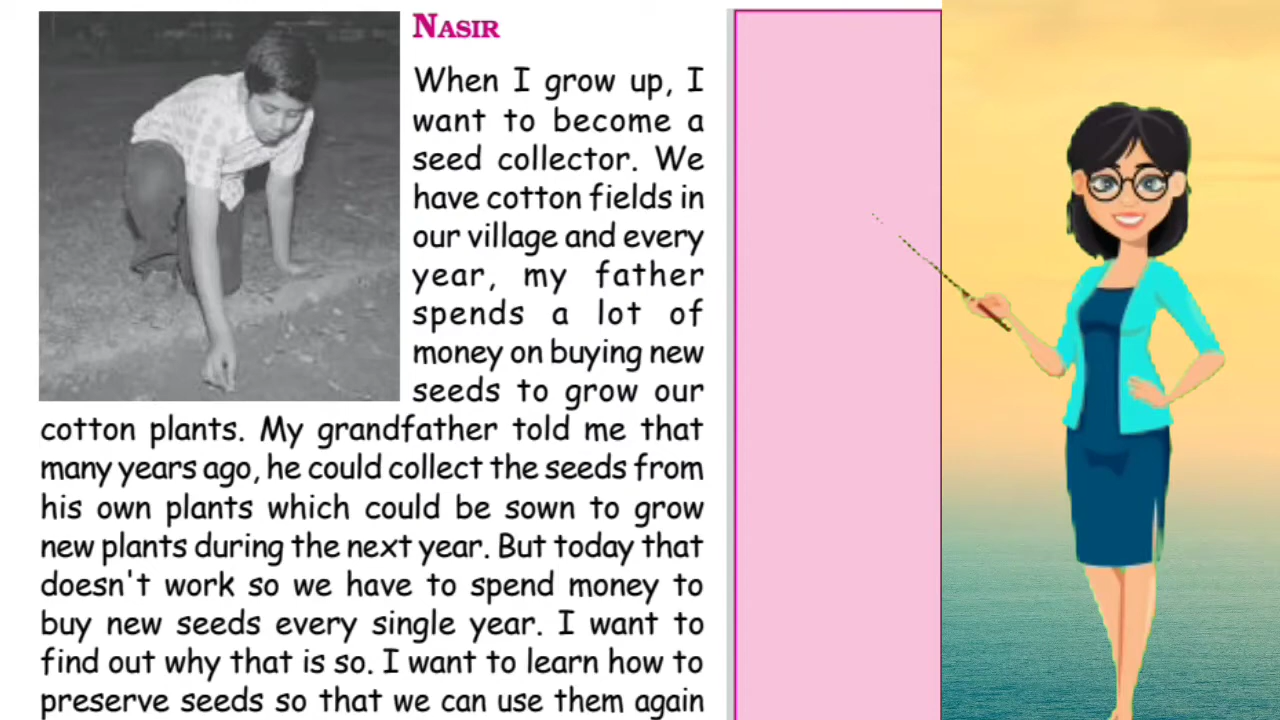 NASIR
When I grow up, I
want to become a
seed collector. We
have cotton fields in
our village and every
year, my father
spends a lot of
money on buying new
seeds to grow our
cotton plants. My grandfather told me that
many years ago, he could collect the seeds from
his own plants which could be sown to grow
new plants during the next year. But today that
doesn't work so we have to spend money to
buy new seeds every single year. I want to
find out why that is so. I want to learn how to
preserve seeds so that we can use them again